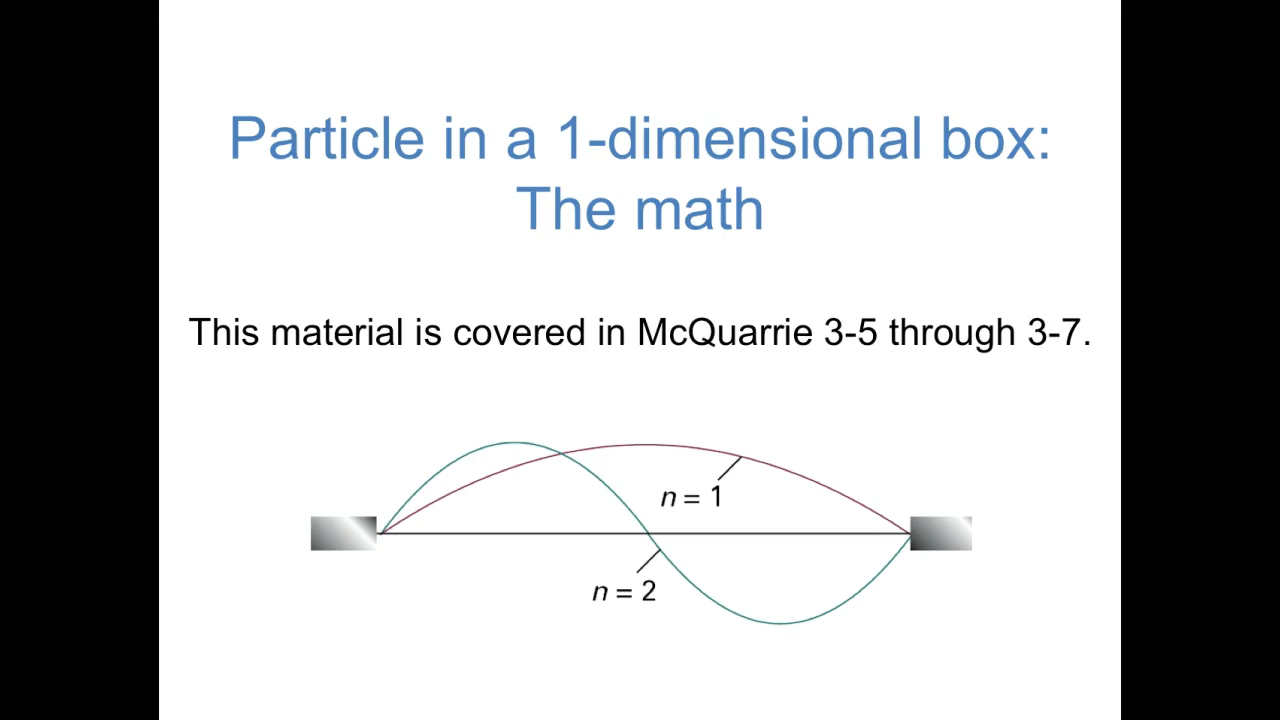 Particle in a 1-dimensional box:
The math
This material is covered in McQuarrie 3-5 through 3-7.
n = 1
n = 2